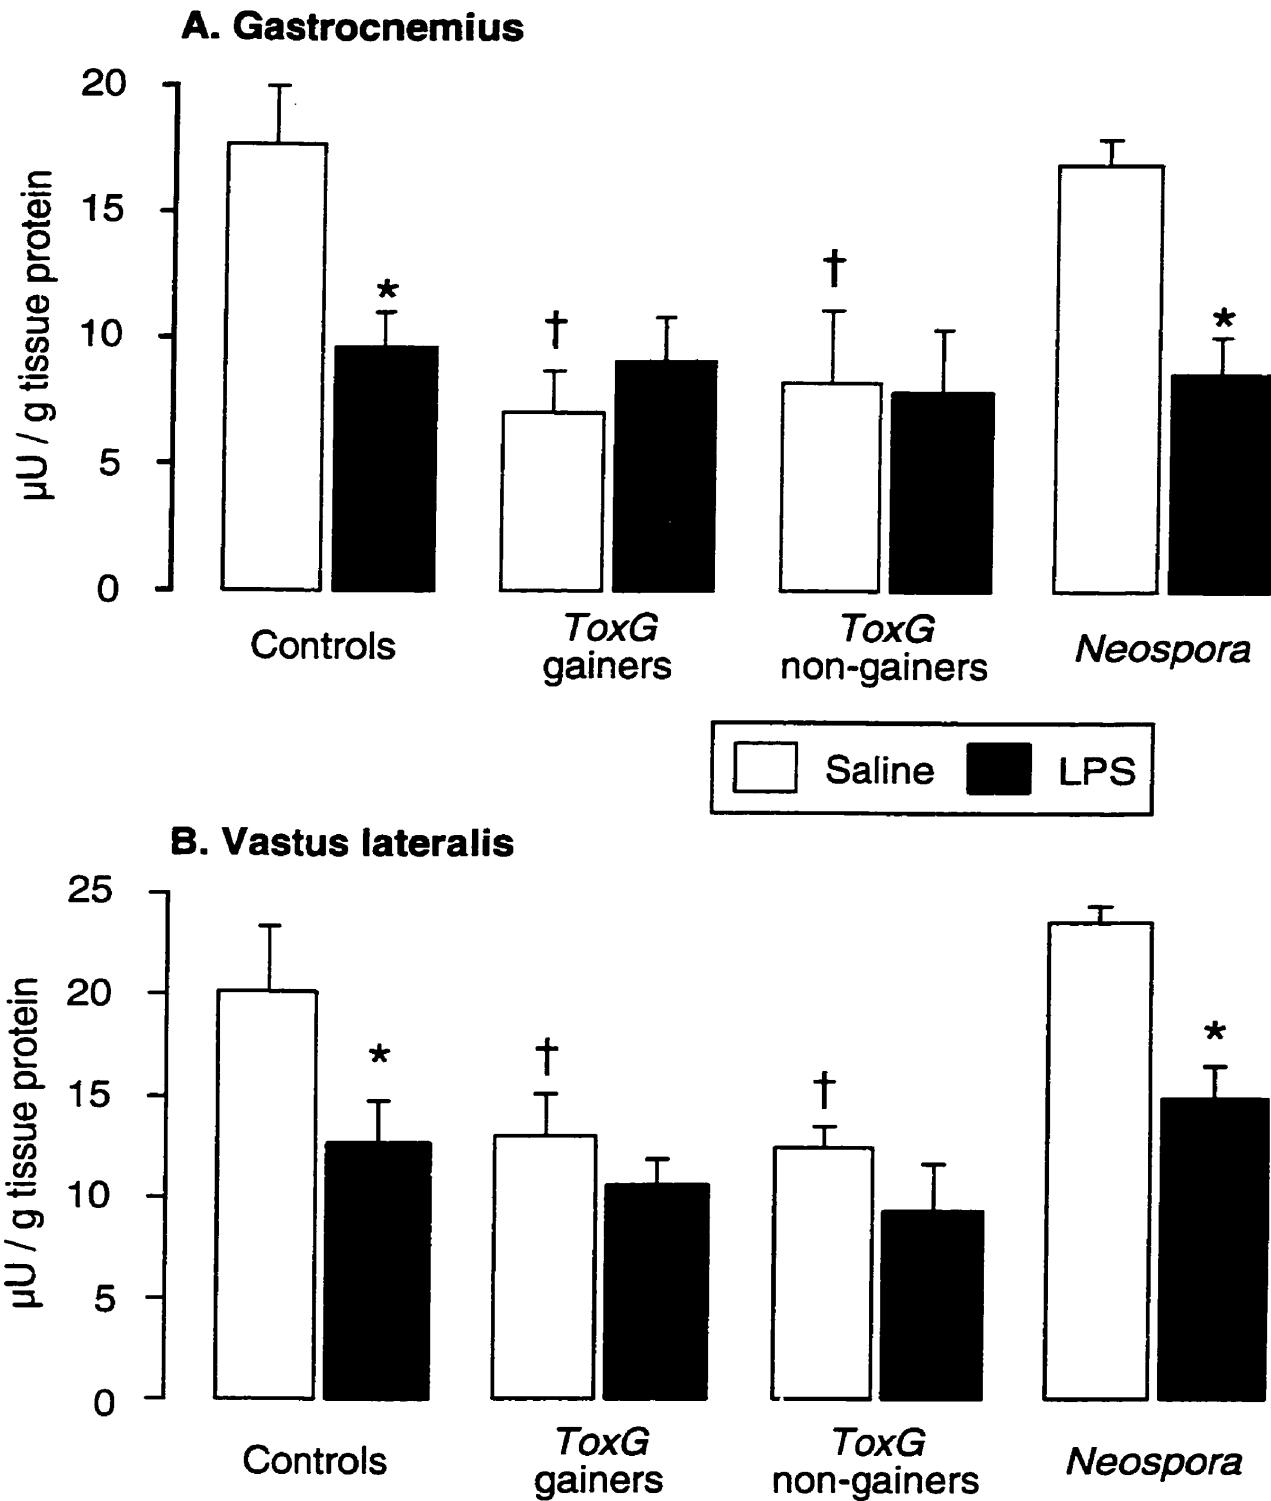 A. Gastrocnemius
20
15
10
5
0
µU / g tissue protein
*
†
†
*
Controls
ToxG
gainers
ToxG
non-gainers
Neospora
Saline
LPS
B. Vastus lateralis
25
20
15
10
5
0
µU / g tissue protein
*
†
†
*
Controls
ToxG
gainers
ToxG
non-gainers
Neospora